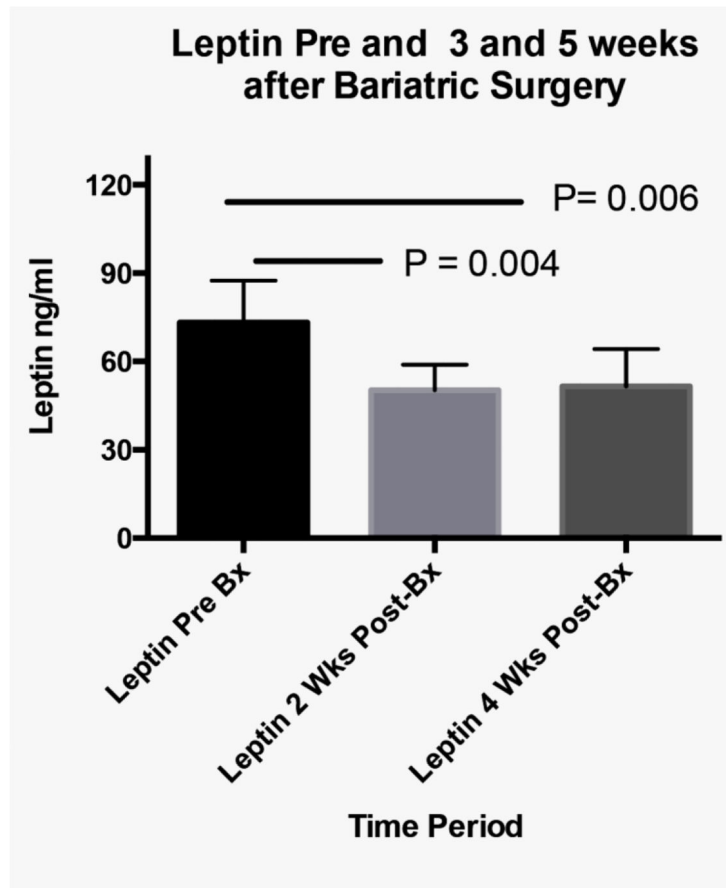 Leptin Pre and  3 and 5 weeks
after Bariatric Surgery
120
P= 0.006
90
P = 0.004
60
30
0
Leptin ng/ml
Leptin Pre Bx
Leptin 2 Wks Post-Bx
Leptin 4 Wks Post-Bx
Time Period